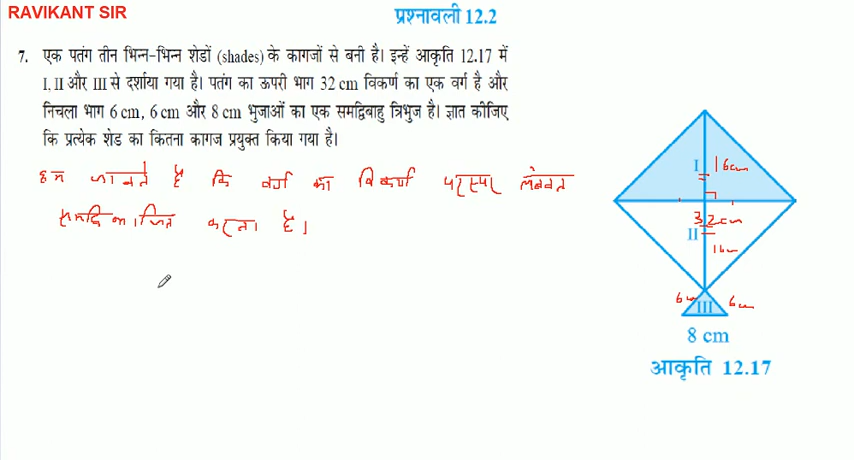 RAVIKANT SIR
प्रश्नावली 12.2
7. एक पतंग तीन भिन्न-भिन्न शेडों (shades) के कागजों से बनी है। इन्हें आकृति 12.17 में
I, II और III से दर्शाया गया है। पतंग का ऊपरी भाग 32 cm विकर्ण का एक वर्ग है और
निचला भाग 6 cm, 6 cm और 8 cm भुजाओं का एक समद्विबाहु त्रिभुज है। ज्ञात कीजिए
कि प्रत्येक शेड का कितना कागज प्रयुक्त किया गया है।
हम जानते है कि वर्ग का विकर्ण परस्पर लंबवत
समद्विभाजित करता है।
I 16cm
32cm
II
16cm
6cm III 6cm
8 cm
आकृति 12.17